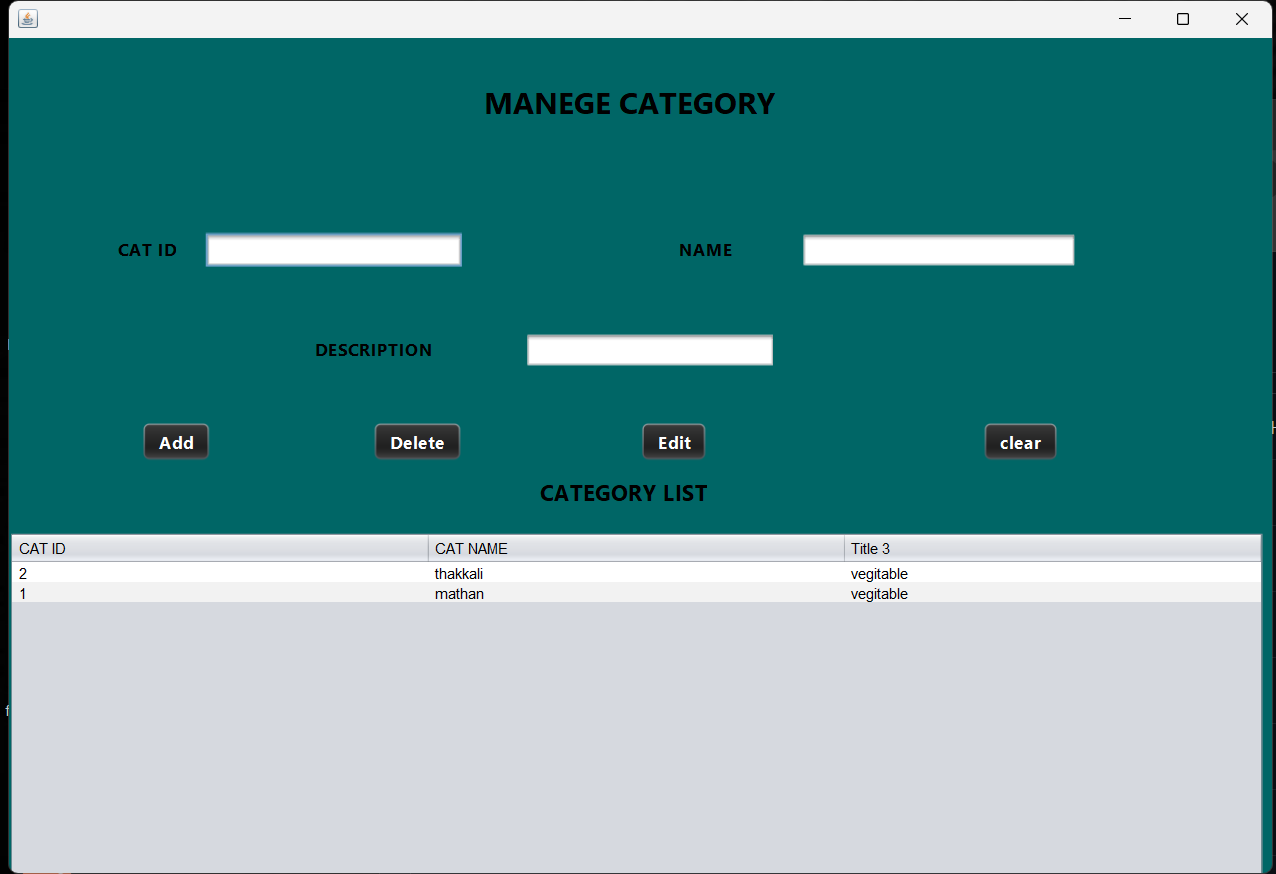 MANEGE CATEGORY
CAT ID NAME
DESCRIPTION
Add Delete Edit clear
CATEGORY LIST
CAT ID CAT NAME Title 3
2 thakkali vegitable
1 mathan vegitable